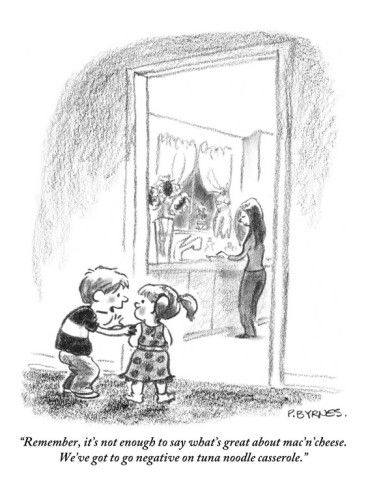 P. BYRNES.
“Remember, it’s not enough to say what’s great about mac’n’cheese.
We’ve got to go negative on tuna noodle casserole.”